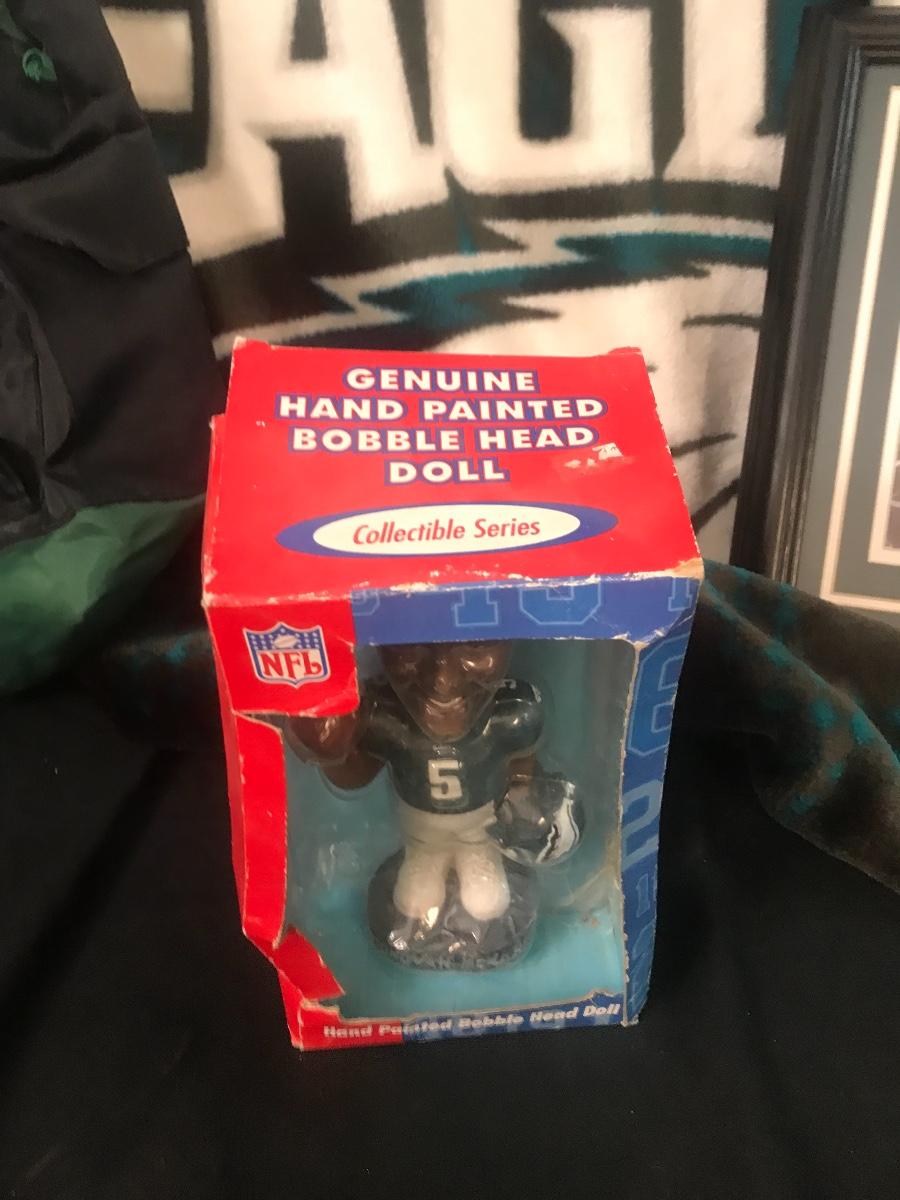 EAGL
GENUINE
HAND PAINTED
BOBBLE HEAD
DOLL
Collectible Series
NFL
5
Hand Painted Bobble Head Doll